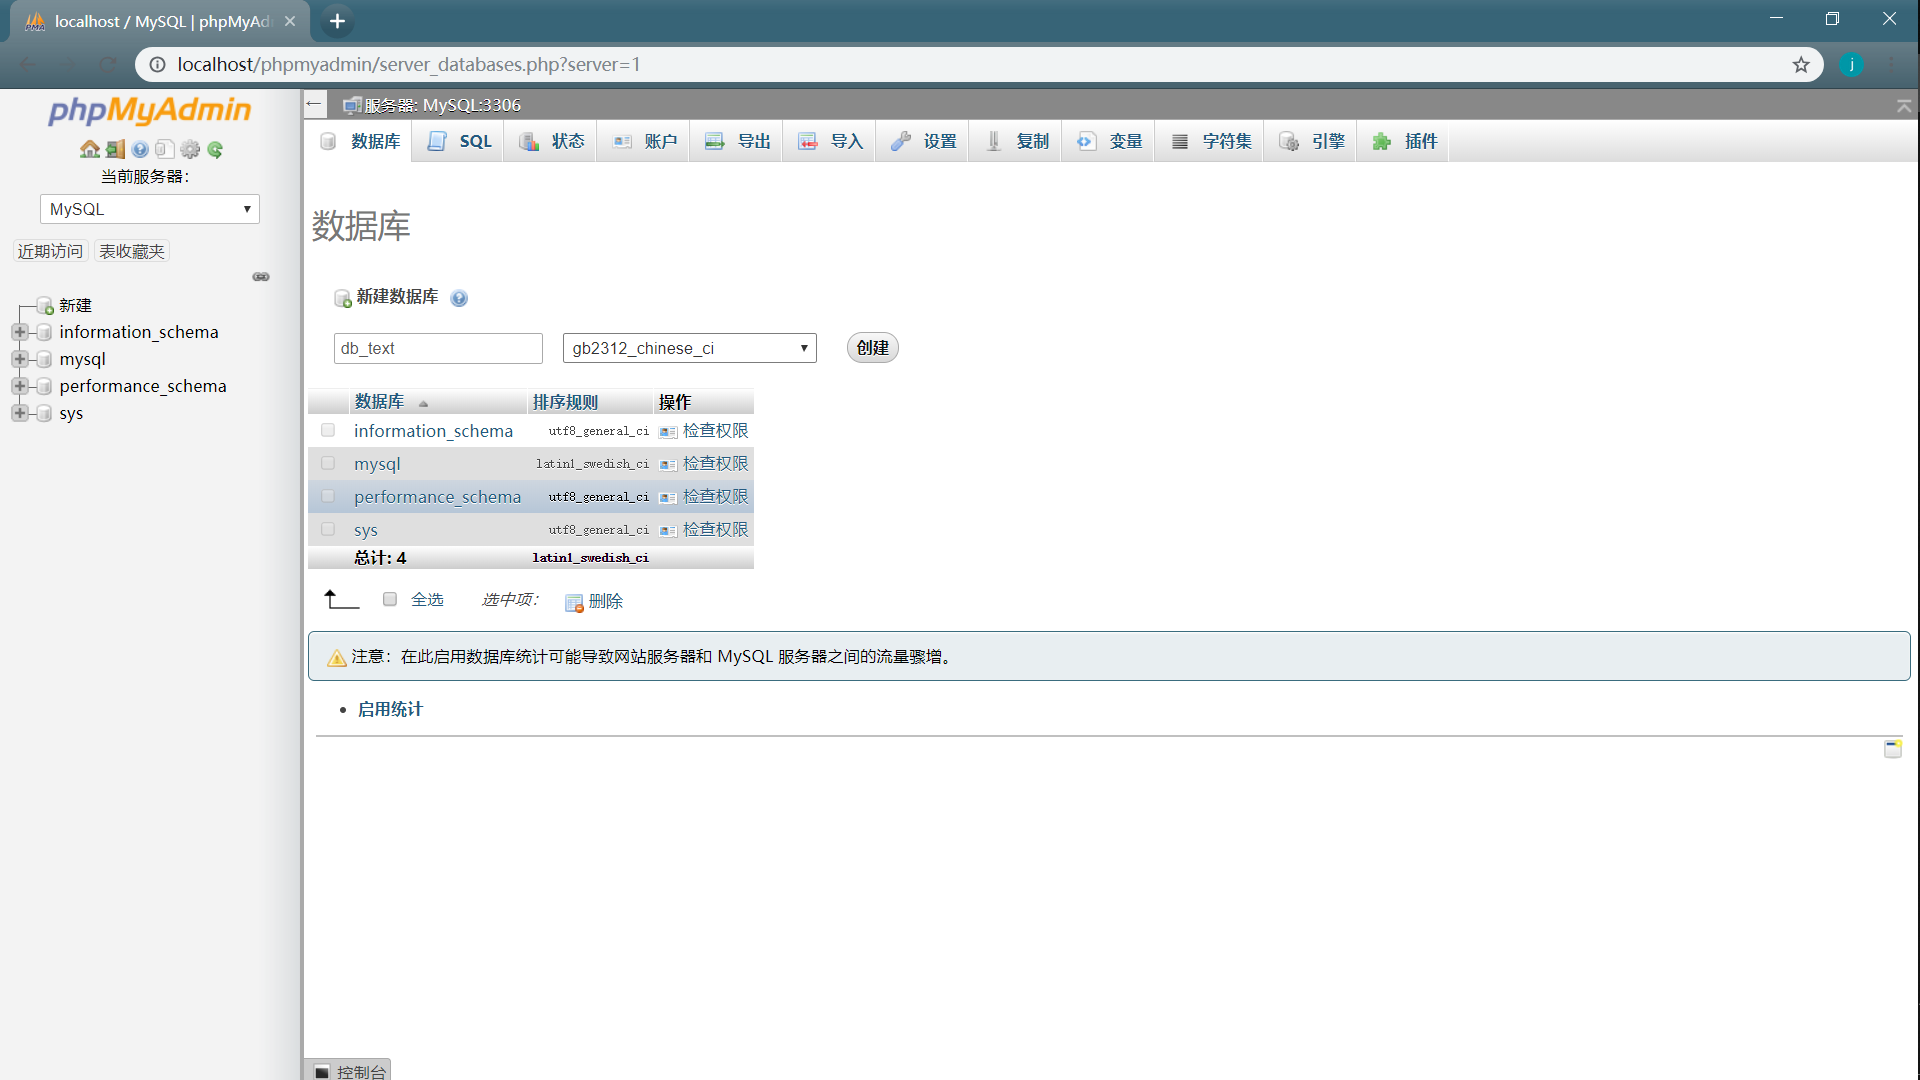 localhost / MySQL | phpMyAd
localhost/phpmyadmin/server_databases.php?server=1
j
phpMyAdmin
当前服务器：
MySQL
近期访问 表收藏夹
新建
information_schema
mysql
performance_schema
sys
服务器: MySQL:3306
数据库 SQL 状态 账户 导出 导入 设置 复制 变量 字符集 引擎 插件
数据库
新建数据库
db_text gb2312_chinese_ci 创建
数据库 排序规则 操作
information_schema utf8_general_ci 检查权限
mysql latin1_swedish_ci 检查权限
performance_schema utf8_general_ci 检查权限
sys utf8_general_ci 检查权限
总计: 4 latin1_swedish_ci
全选 选中项： 删除
注意：在此启用数据库统计可能导致网站服务器和 MySQL 服务器之间的流量骤增。
启用统计
控制台